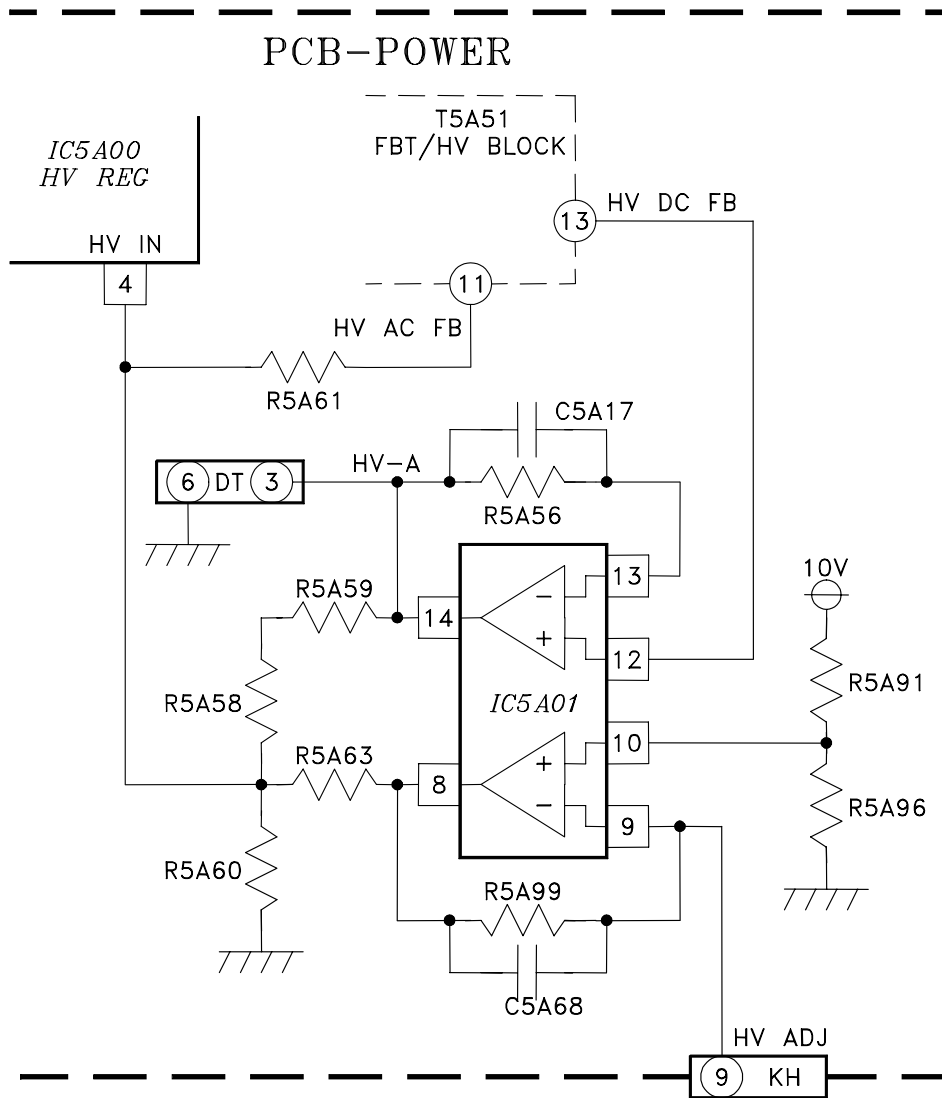 PCB-POWER
T5A51
FBT/HV BLOCK
IC5A00
HV REG
HV IN
4
13
HV DC FB
11
HV AC FB
R5A61
C5A17
HV-A
6 DT 3
R5A56
10V
R5A59
13
14
-
+
12
R5A58
IC5A01
R5A91
R5A63
10
8
+
-
9
R5A96
R5A60
R5A99
C5A68
HV ADJ
9 KH